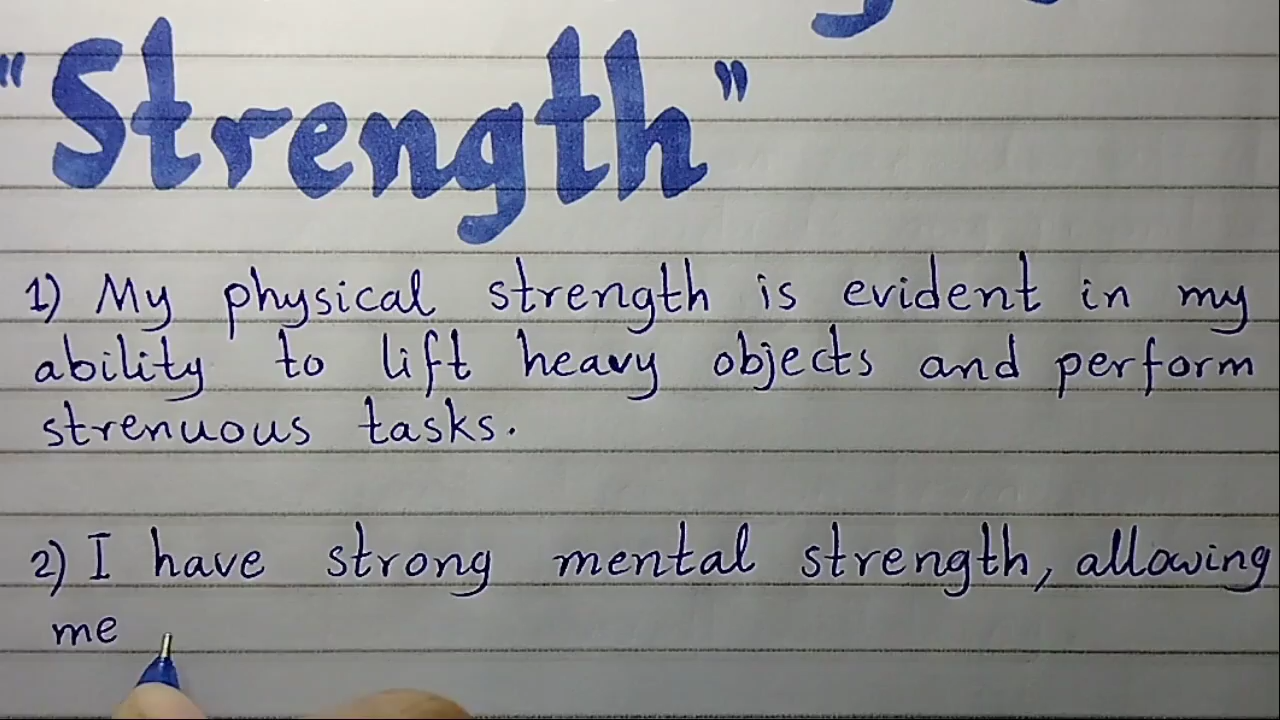 "Strength"
1) My physical strength is evident in my
ability to lift heavy objects and perform
strenuous tasks.
2) I have strong mental strength, allowing
me